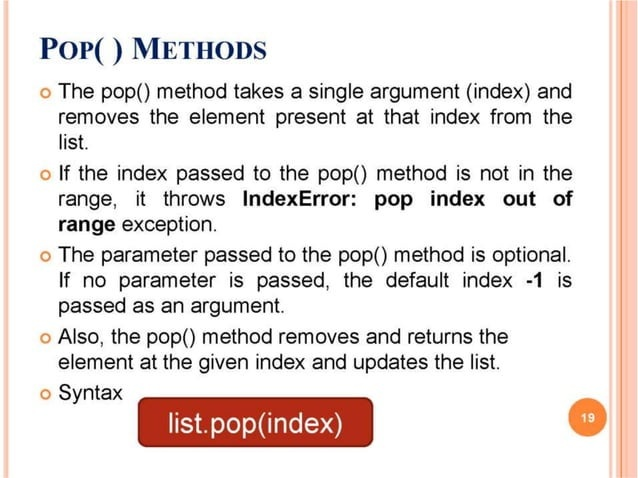 POP( ) METHODS
The pop() method takes a single argument (index) and
removes the element present at that index from the
list.
If the index passed to the pop() method is not in the
range, it throws IndexError: pop index out of
range exception.
The parameter passed to the pop() method is optional.
If no parameter is passed, the default index -1 is
passed as an argument.
Also, the pop() method removes and returns the
element at the given index and updates the list.
Syntax
list.pop(index)
19